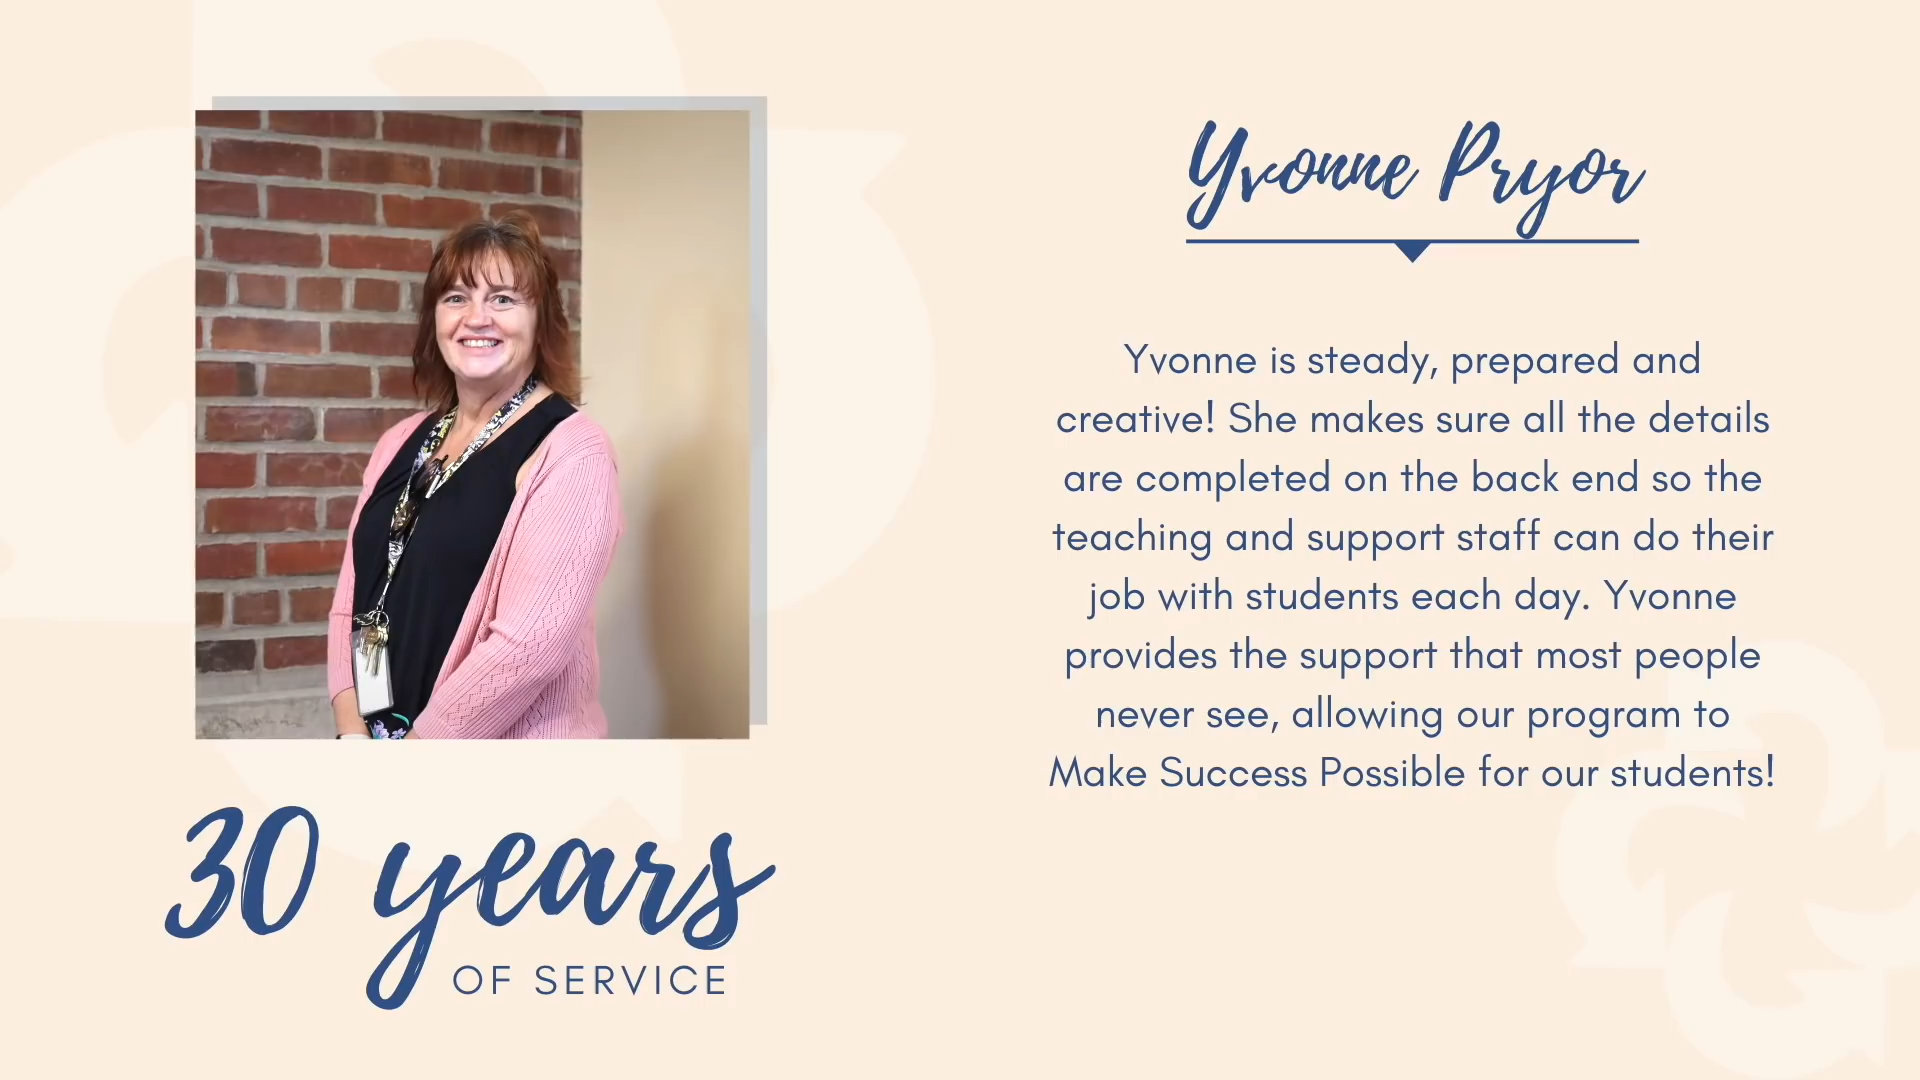 Yvonne Pryor
Yvonne is steady, prepared and
creative! She makes sure all the details
are completed on the back end so the
teaching and support staff can do their
job with students each day. Yvonne
provides the support that most people
never see, allowing our program to
Make Success Possible for our students!
30 years
OF SERVICE